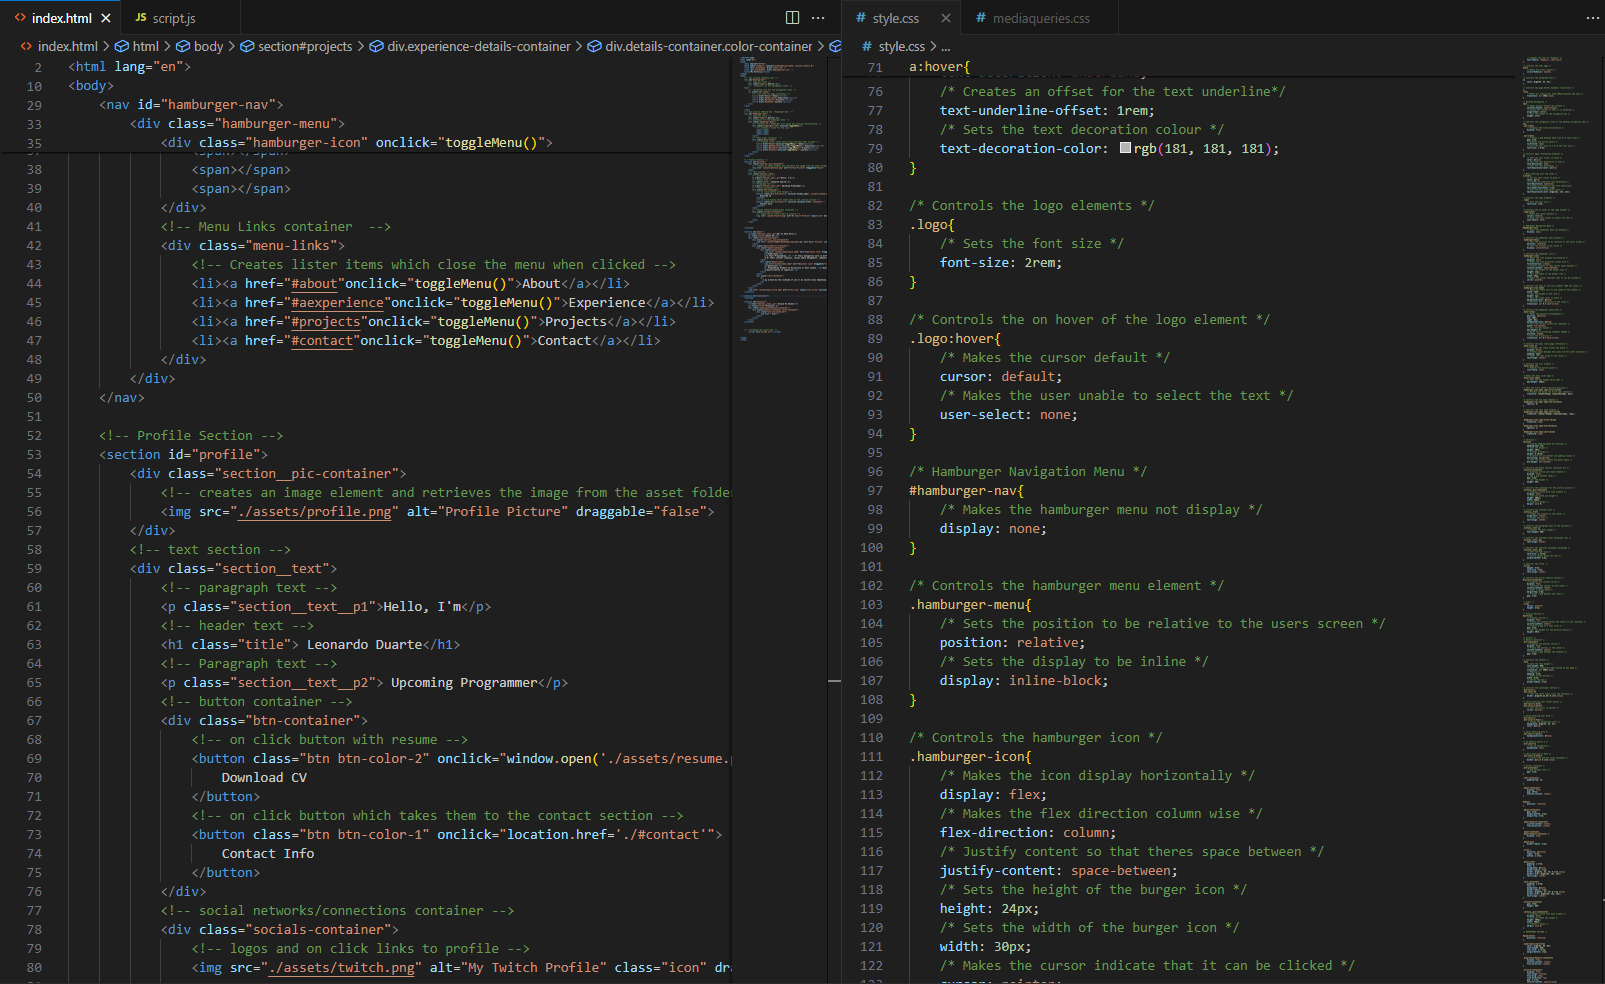 index.html
script.js
index.html > html > body > section#projects > div.experience-details-container > div.details-container.color-container >
2 <html lang="en">
10 <body>
29 <nav id="hamburger-nav">
33 <div class="hamburger-menu">
35 <div class="hamburger-icon" onclick="toggleMenu()">
37 <span></span>
38 <span></span>
39 <span></span>
40 </div>
41 <!-- Menu Links container  -->
42 <div class="menu-links">
43 <!-- Creates lister items which close the menu when clicked -->
44 <li><a href="#about"onclick="toggleMenu()">About</a></li>
45 <li><a href="#aexperience"onclick="toggleMenu()">Experience</a></li>
46 <li><a href="#projects"onclick="toggleMenu()">Projects</a></li>
47 <li><a href="#contact"onclick="toggleMenu()">Contact</a></li>
48 </div>
49 </div>
50 </nav>
51
52 <!-- Profile Section -->
53 <section id="profile">
54 <div class="section__pic-container">
55 <!-- creates an image element and retrieves the image from the asset folde
56 <img src="./assets/profile.png" alt="Profile Picture" draggable="false">
57 </div>
58 <!-- text section -->
59 <div class="section__text">
60 <!-- paragraph text -->
61 <p class="section__text__p1">Hello, I'm</p>
62 <!-- header text -->
63 <h1 class="title"> Leonardo Duarte</h1>
64 <!-- Paragraph text -->
65 <p class="section__text__p2"> Upcoming Programmer</p>
66 <!-- button container -->
67 <div class="btn-container">
68 <!-- on click button with resume -->
69 <button class="btn btn-color-2" onclick="window.open('./assets/resume.
70 Download CV
71 </button>
72 <!-- on click button which takes them to the contact section -->
73 <button class="btn btn-color-1" onclick="location.href='./#contact'">
74 Contact Info
75 </button>
76 </div>
77 <!-- social networks/connections container -->
78 <div class="socials-container">
79 <!-- logos and on click links to profile -->
80 <img src="./assets/twitch.png" alt="My Twitch Profile" class="icon" dr
style.css
mediaqueries.css
style.css > ...
71 a:hover{
76 /* Creates an offset for the text underline*/
77 text-underline-offset: 1rem;
78 /* Sets the text decoration colour */
79 text-decoration-color: rgb(181, 181, 181);
80 }
81
82 /* Controls the logo elements */
83 .logo{
84 /* Sets the font size */
85 font-size: 2rem;
86 }
87
88 /* Controls the on hover of the logo element */
89 .logo:hover{
90 /* Makes the cursor default */
91 cursor: default;
92 /* Makes the user unable to select the text */
93 user-select: none;
94 }
95
96 /* Hamburger Navigation Menu */
97 #hamburger-nav{
98 /* Makes the hamburger menu not display */
99 display: none;
100 }
101
102 /* Controls the hamburger menu element */
103 .hamburger-menu{
104 /* Sets the position to be relative to the users screen */
105 position: relative;
106 /* Sets the display to be inline */
107 display: inline-block;
108 }
109
110 /* Controls the hamburger icon */
111 .hamburger-icon{
112 /* Makes the icon display horizontally */
113 display: flex;
114 /* Makes the flex direction column wise */
115 flex-direction: column;
116 /* Justify content so that theres space between */
117 justify-content: space-between;
118 /* Sets the height of the burger icon */
119 height: 24px;
120 /* Sets the width of the burger icon */
121 width: 30px;
122 /* Makes the cursor indicate that it can be clicked */
123 cursor: pointer;